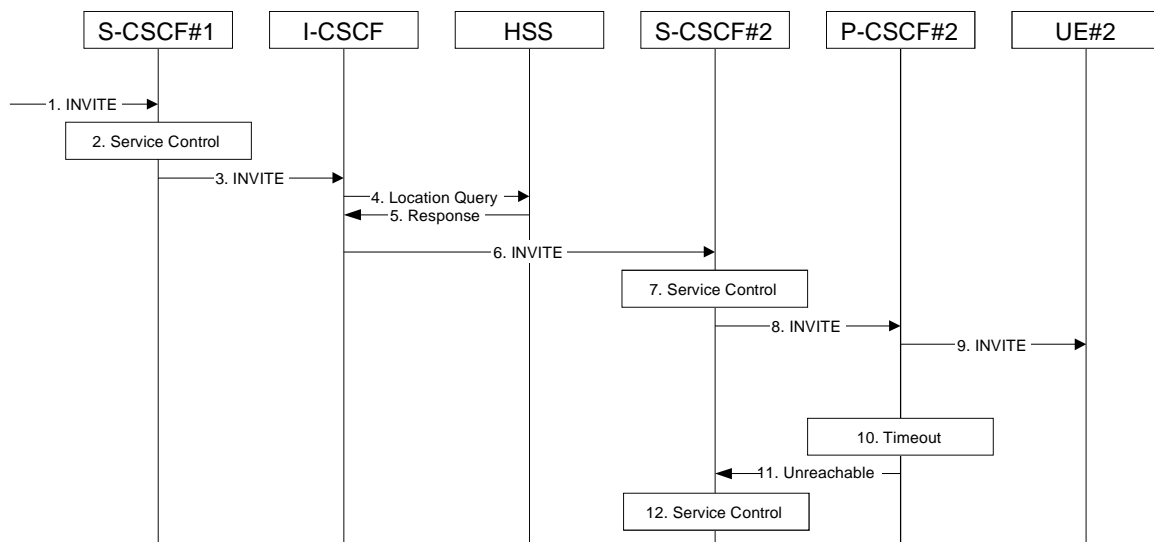 S-CSCF#1
I-CSCF
HSS
S-CSCF#2
P-CSCF#2
UE#2
1. INVITE
2. Service Control
3. INVITE
4. Location Query
5. Response
6. INVITE
7. Service Control
8. INVITE
9. INVITE
10. Timeout
11. Unreachable
12. Service Control